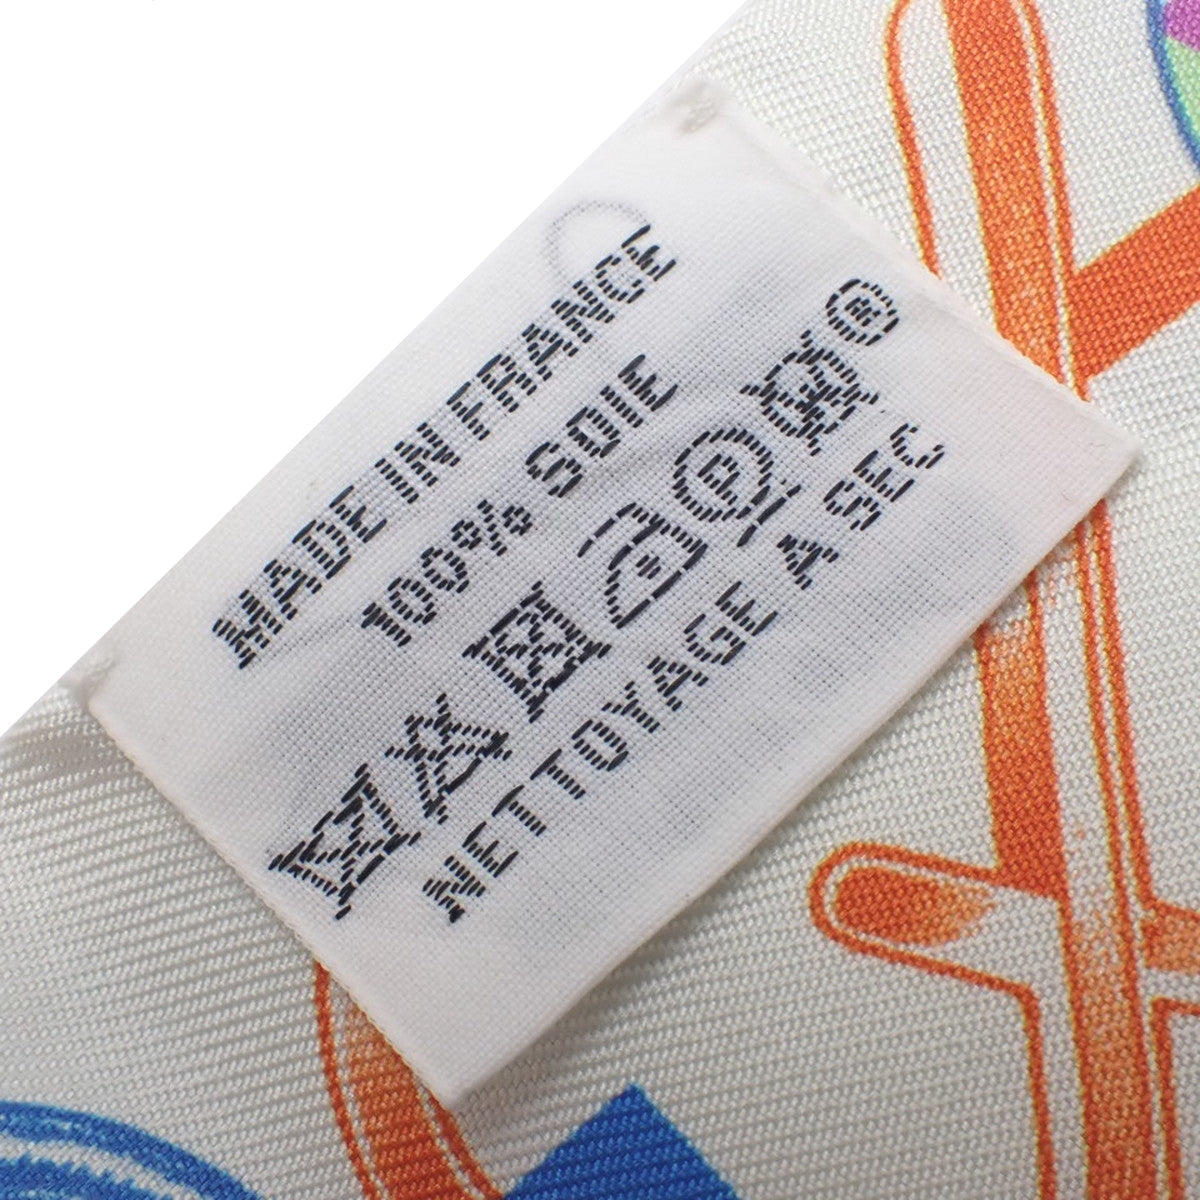 MADE IN FRANCE
100% SOIE
P ®
NETTOYAGE A SEC